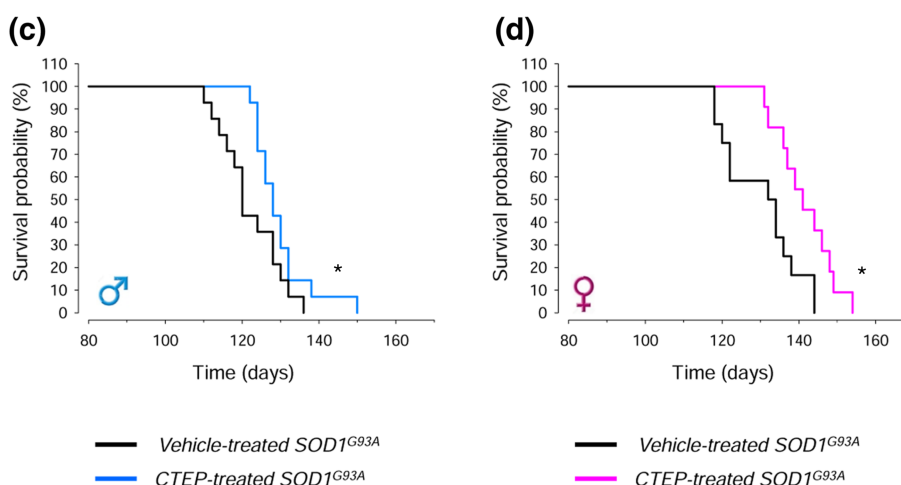 (c)
Survival probability (%)
110
100
90
80
70
60
50
40
30
20
10
0
*
80 100 120 140 160
Time (days)
Vehicle-treated SOD1G93A
CTEP-treated SOD1G93A
(d)
Survival probability (%)
110
100
90
80
70
60
50
40
30
20
10
0
*
80 100 120 140 160
Time (days)
Vehicle-treated SOD1G93A
CTEP-treated SOD1G93A